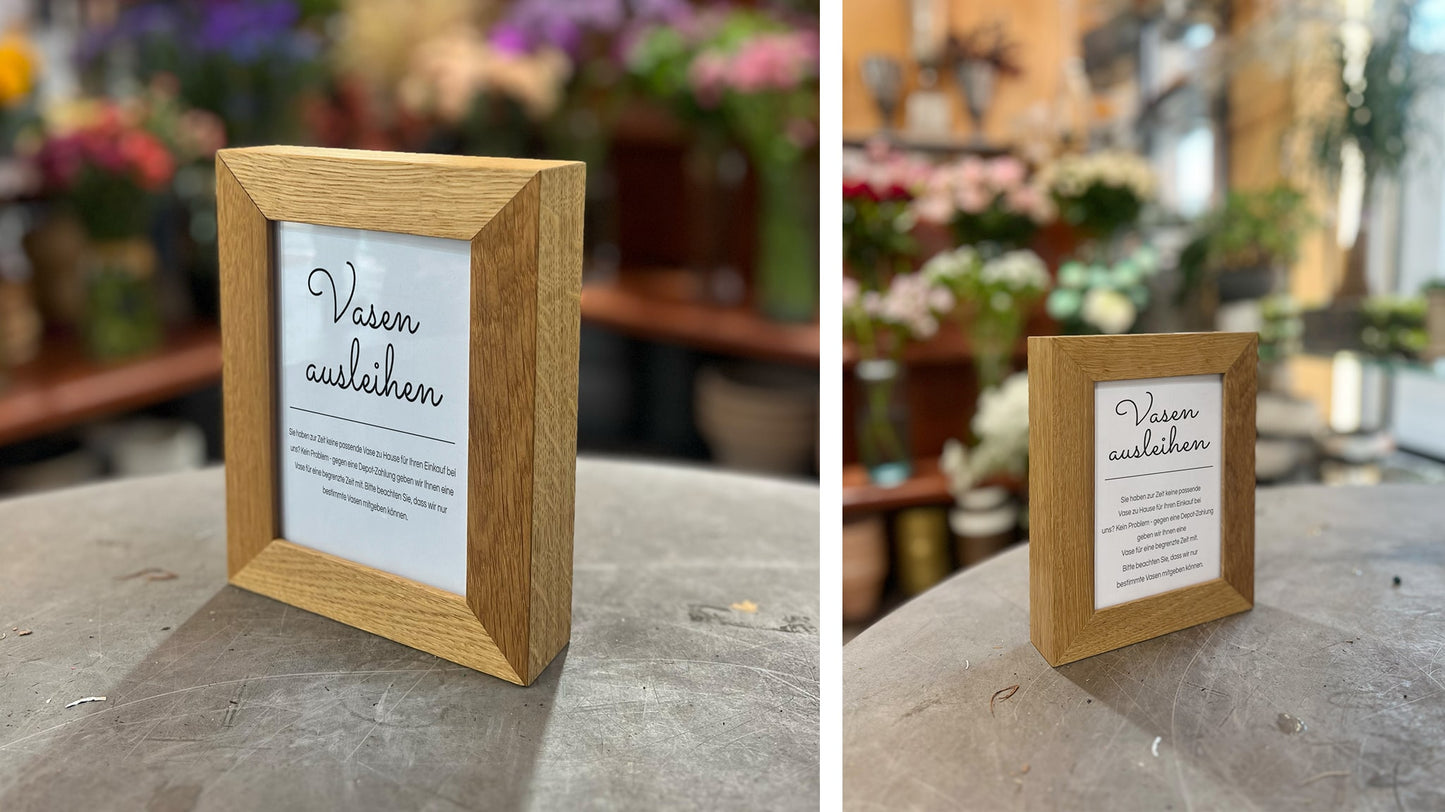 Vasen
ausleihen
Sie haben zur Zeit keine passende Vase zu Hause für Ihren Einkauf bei
uns? Kein Problem - gegen eine Depot-Zahlung geben wir Ihnen eine
Vase für eine begrenzte Zeit mit. Bitte beachten Sie, dass wir nur
bestimmte Vasen mitgeben können.
Vasen
ausleihen
Sie haben zur Zeit keine passende
Vase zu Hause für Ihren Einkauf bei
uns? Kein Problem - gegen eine Depot-Zahlung
geben wir Ihnen eine
Vase für eine begrenzte Zeit mit.
Bitte beachten Sie, dass wir nur
bestimmte Vasen mitgeben können.